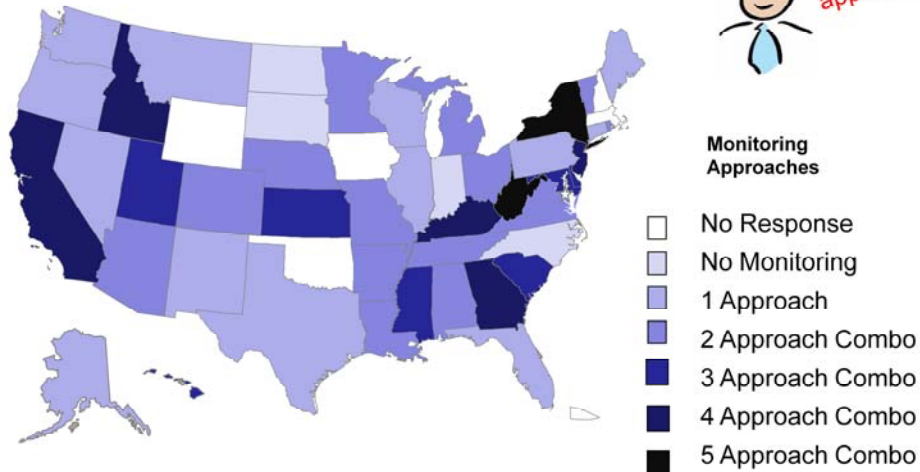 Monitoring
Approaches
No Response
No Monitoring
1 Approach
2 Approach Combo
3 Approach Combo
4 Approach Combo
5 Approach Combo